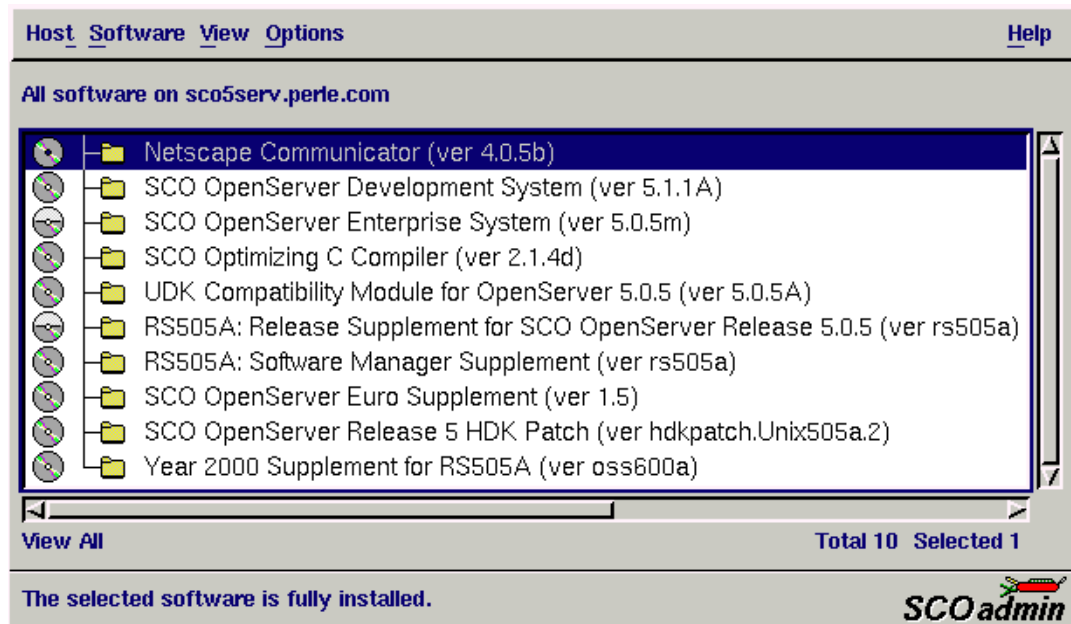 Host Software View Options Help
All software on sco5serv.perle.com
Netscape Communicator (ver 4.0.5b)
SCO OpenServer Development System (ver 5.1.1A)
SCO OpenServer Enterprise System (ver 5.0.5m)
SCO Optimizing C Compiler (ver 2.1.4d)
UDK Compatibility Module for OpenServer 5.0.5 (ver 5.0.5A)
RS505A: Release Supplement for SCO OpenServer Release 5.0.5 (ver rs505a)
RS505A: Software Manager Supplement (ver rs505a)
SCO OpenServer Euro Supplement (ver 1.5)
SCO OpenServer Release 5 HDK Patch (ver hdkpatch.Unix505a.2)
Year 2000 Supplement for RS505A (ver oss600a)
View All Total 10 Selected 1
The selected software is fully installed. SCOadmin